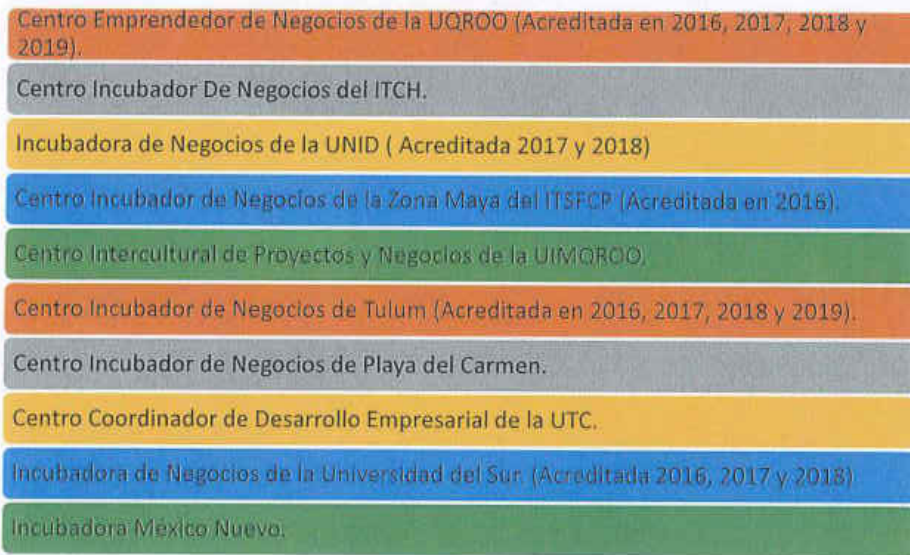 Centro Emprendedor de Negocios de la UQROO (Acreditada en 2016, 2017, 2018 y
2019).
Centro Incubador De Negocios del ITCH.
Incubadora de Negocios de la UNID ( Acreditada 2017 y 2018)
Centro Incubador de Negocios de la Zona Maya del ITSFCP (Acreditada en 2016).
Centro Intercultural de Proyectos y Negocios de la UIMQROO.
Centro Incubador de Negocios de Tulum (Acreditada en 2016, 2017, 2018 y 2019).
Centro Incubador de Negocios de Playa del Carmen.
Centro Coordinador de Desarrollo Empresarial de la UTC.
Incubadora de Negocios de la Universidad del Sur. (Acreditada 2016, 2017 y 2018)
Incubadora México Nuevo.